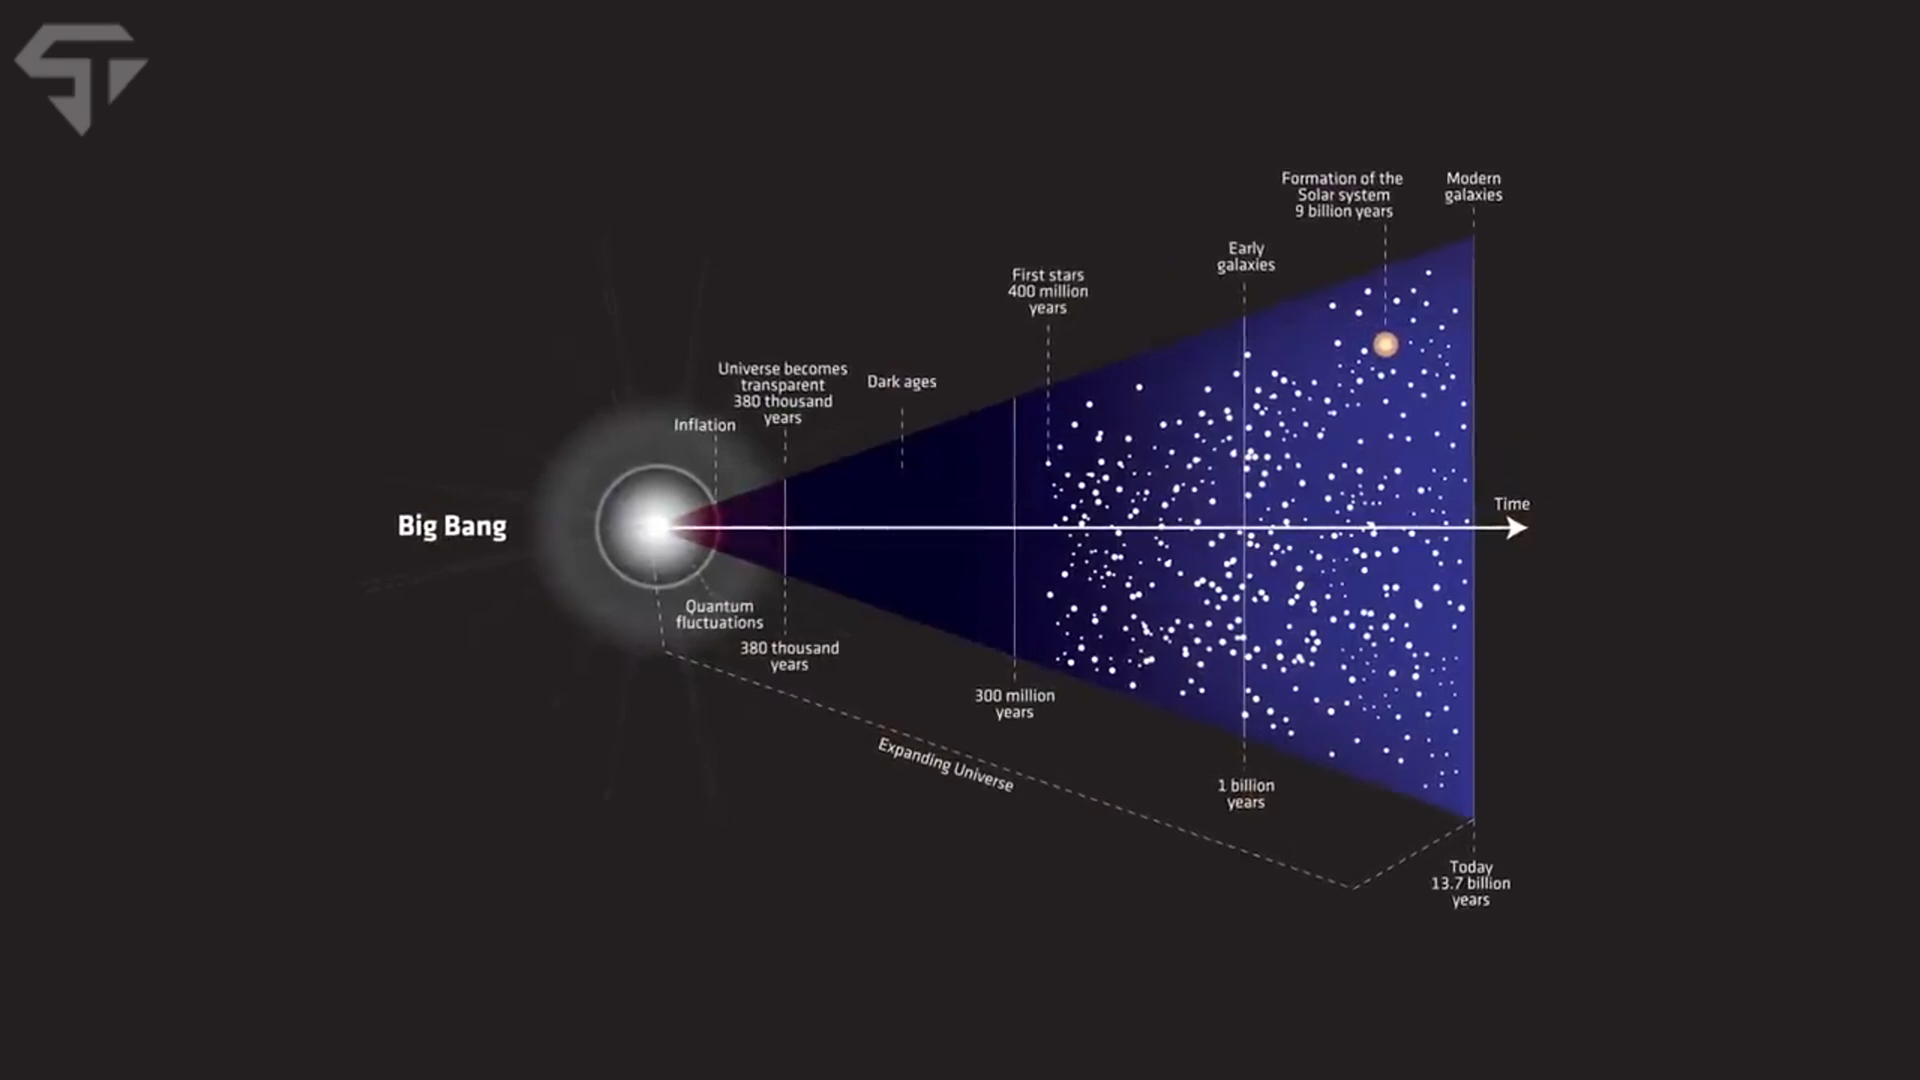 Formation of the
Solar system
9 billion years
Modern
galaxies
Early
galaxies
First stars
400 million
years
Universe becomes
transparent
380 thousand
years
Dark ages
Inflation
Time
Big Bang
Quantum
fluctuations
380 thousand
years
300 million
years
Expanding Universe
1 billion
years
Today
13.7 billion
years